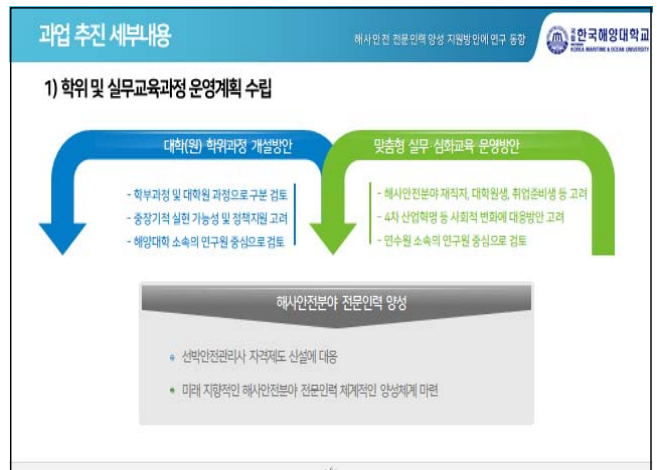 과업 추진 세부내용
해사안전 전문인력 양성 지원방안에 연구 동향
한국해양대학교
KOREA MARITIME & OCEAN UNIVERSITY
1) 학위 및 실무교육과정 운영계획 수립
대학(원) 학위과정 개설방안
- 학부과정 및 대학원 과정으로 구분 검토
- 중장기적 실현 가능성 및 정책지원 고려
- 해양대학 소속의 연구원 중심으로 검토
맞춤형 실무·심화교육 운영방안
- 해사안전분야 재직자, 대학원생, 취업준비생 등 고려
- 4차 산업혁명 등 사회적 변화에 대응방안 고려
- 연수원 소속의 연구원 중심으로 검토
해사안전분야 전문인력 양성
선박안전관리사 자격제도 신설에 대응
미래 지향적인 해사안전분야 전문인력 체계적인 양성체계 마련